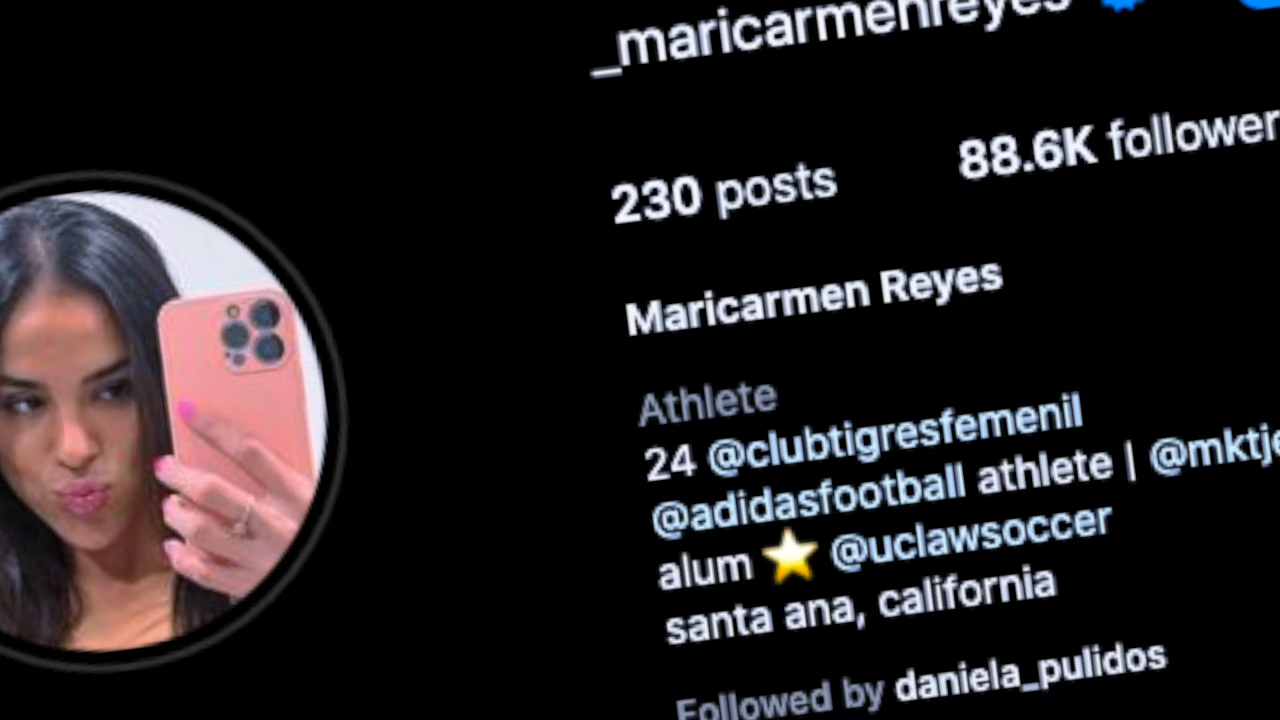 _maricarmenreyes
230 posts 88.6K follower
Maricarmen Reyes
Athlete
24 @clubtigresfemenil
@adidasfootball athlete | @mktj
alum ⭐ @uclawsoccer
santa ana, california
Followed by daniela_pulidos